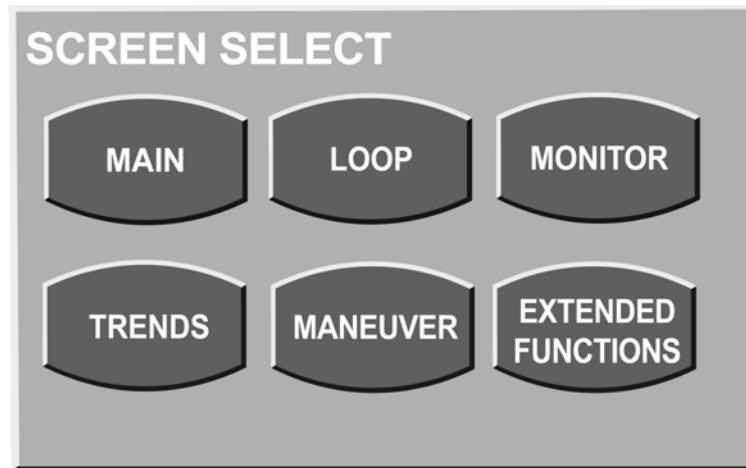 SCREEN SELECT
MAIN
LOOP
MONITOR
TRENDS
MANEUVER
EXTENDED
FUNCTIONS